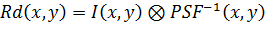 Rd(x, y) = I(x, y) ⊗ PSF⁻¹(x, y)